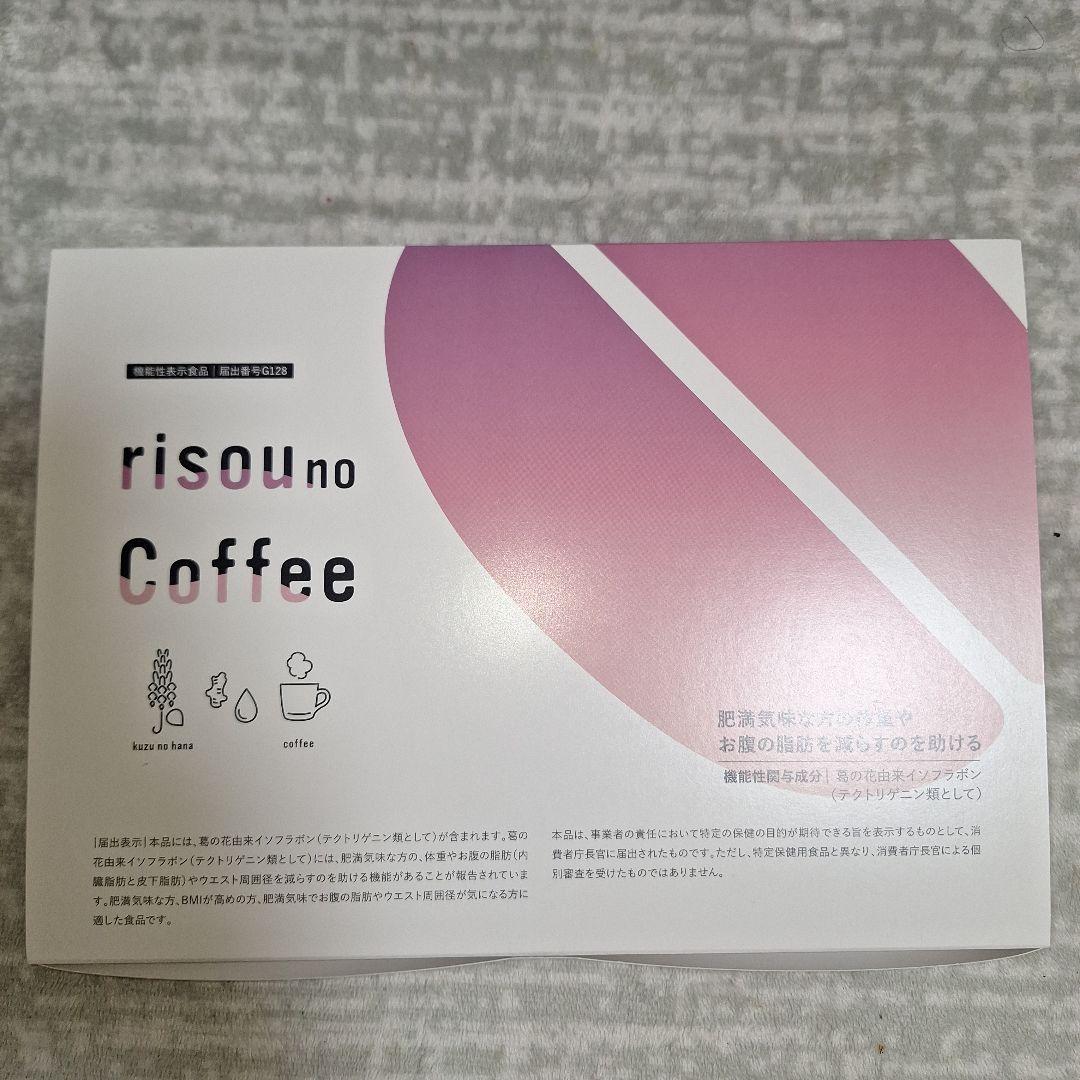 機能性表示食品│届出番号G128
risou no
Coffee
kuzu no hana
coffee
肥満気味な方の体重や
お腹の脂肪を減らすのを助ける
機能性関与成分│葛の花由来イソフラボン
（テクトリゲニン類として）
│届出表示│本品には、葛の花由来イソフラボン（テクトリゲニン類として）が含まれます。葛の
花由来イソフラボン（テクトリゲニン類として）には、肥満気味な方の、体重やお腹の脂肪（内
臓脂肪と皮下脂肪）やウエスト周囲径を減らすのを助ける機能があることが報告されていま
す。肥満気味な方、BMIが高めの方、肥満気味でお腹の脂肪やウエスト周囲径が気になる方に
適した食品です。
本品は、事業者の責任において特定の保健の目的が期待できる旨を表示するものとして、消
費者庁長官に届出されたものです。ただし、特定保健用食品と異なり、消費者庁長官による個
別審査を受けたものではありません。